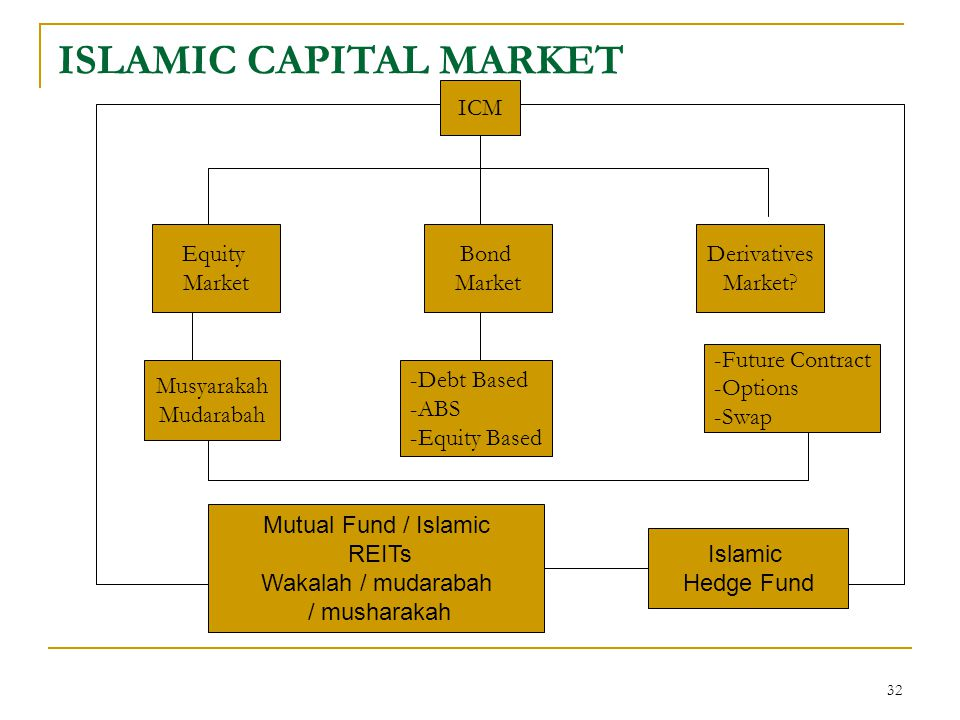 ISLAMIC CAPITAL MARKET
ICM
Equity
Market
Bond
Market
Derivatives
Market?
Musyarakah
Mudarabah
-Debt Based
-ABS
-Equity Based
-Future Contract
-Options
-Swap
Mutual Fund / Islamic
REITs
Wakalah / mudarabah
/ musharakah
Islamic
Hedge Fund
32